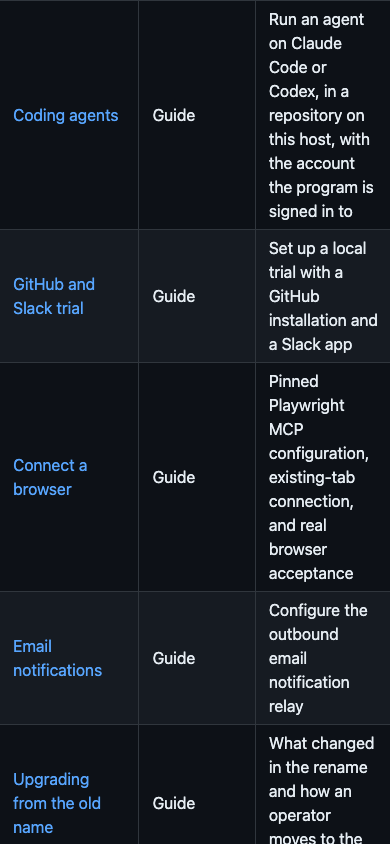 Coding agents
Guide
Run an agent
on Claude
Code or
Codex, in a
repository on
this host, with
the account
the program is
signed in to
GitHub and
Slack trial
Guide
Set up a local
trial with a
GitHub
installation and
a Slack app
Connect a
browser
Guide
Pinned
Playwright
MCP
configuration,
existing-tab
connection,
and real
browser
acceptance
Email
notifications
Guide
Configure the
outbound
email
notification
relay
Upgrading
from the old
name
Guide
What changed
in the rename
and how an
operator
moves to the